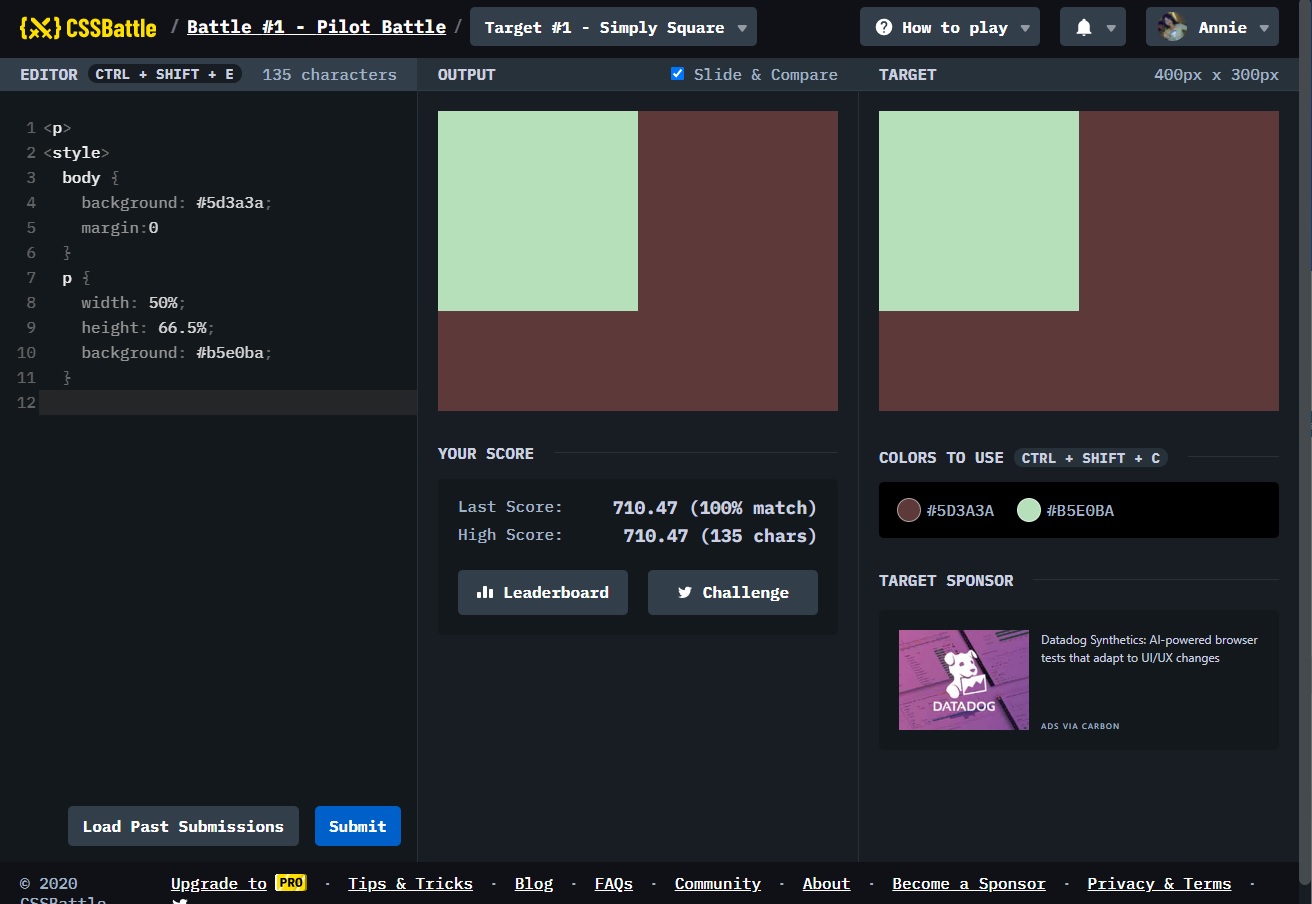 {X} CSSBattle / Battle #1 - Pilot Battle / Target #1 - Simply Square How to play Annie
EDITOR CTRL + SHIFT + E 135 characters
1 <p>
2 <style>
3 body {
4 background: #5d3a3a;
5 margin:0
6 }
7 p {
8 width: 50%;
9 height: 66.5%;
10 background: #b5e0ba;
11 }
12
Load Past Submissions Submit
OUTPUT Slide & Compare
YOUR SCORE
Last Score: 710.47 (100% match)
High Score: 710.47 (135 chars)
Leaderboard Challenge
TARGET 400px x 300px
COLORS TO USE CTRL + SHIFT + C
#5D3A3A #B5E0BA
TARGET SPONSOR
DATADOG
Datadog Synthetics: AI-powered browser
tests that adapt to UI/UX changes
ADS VIA CARBON
© 2020
CSSBattle
Upgrade to PRO · Tips & Tricks · Blog · FAQs · Community · About · Become a Sponsor · Privacy & Terms ·